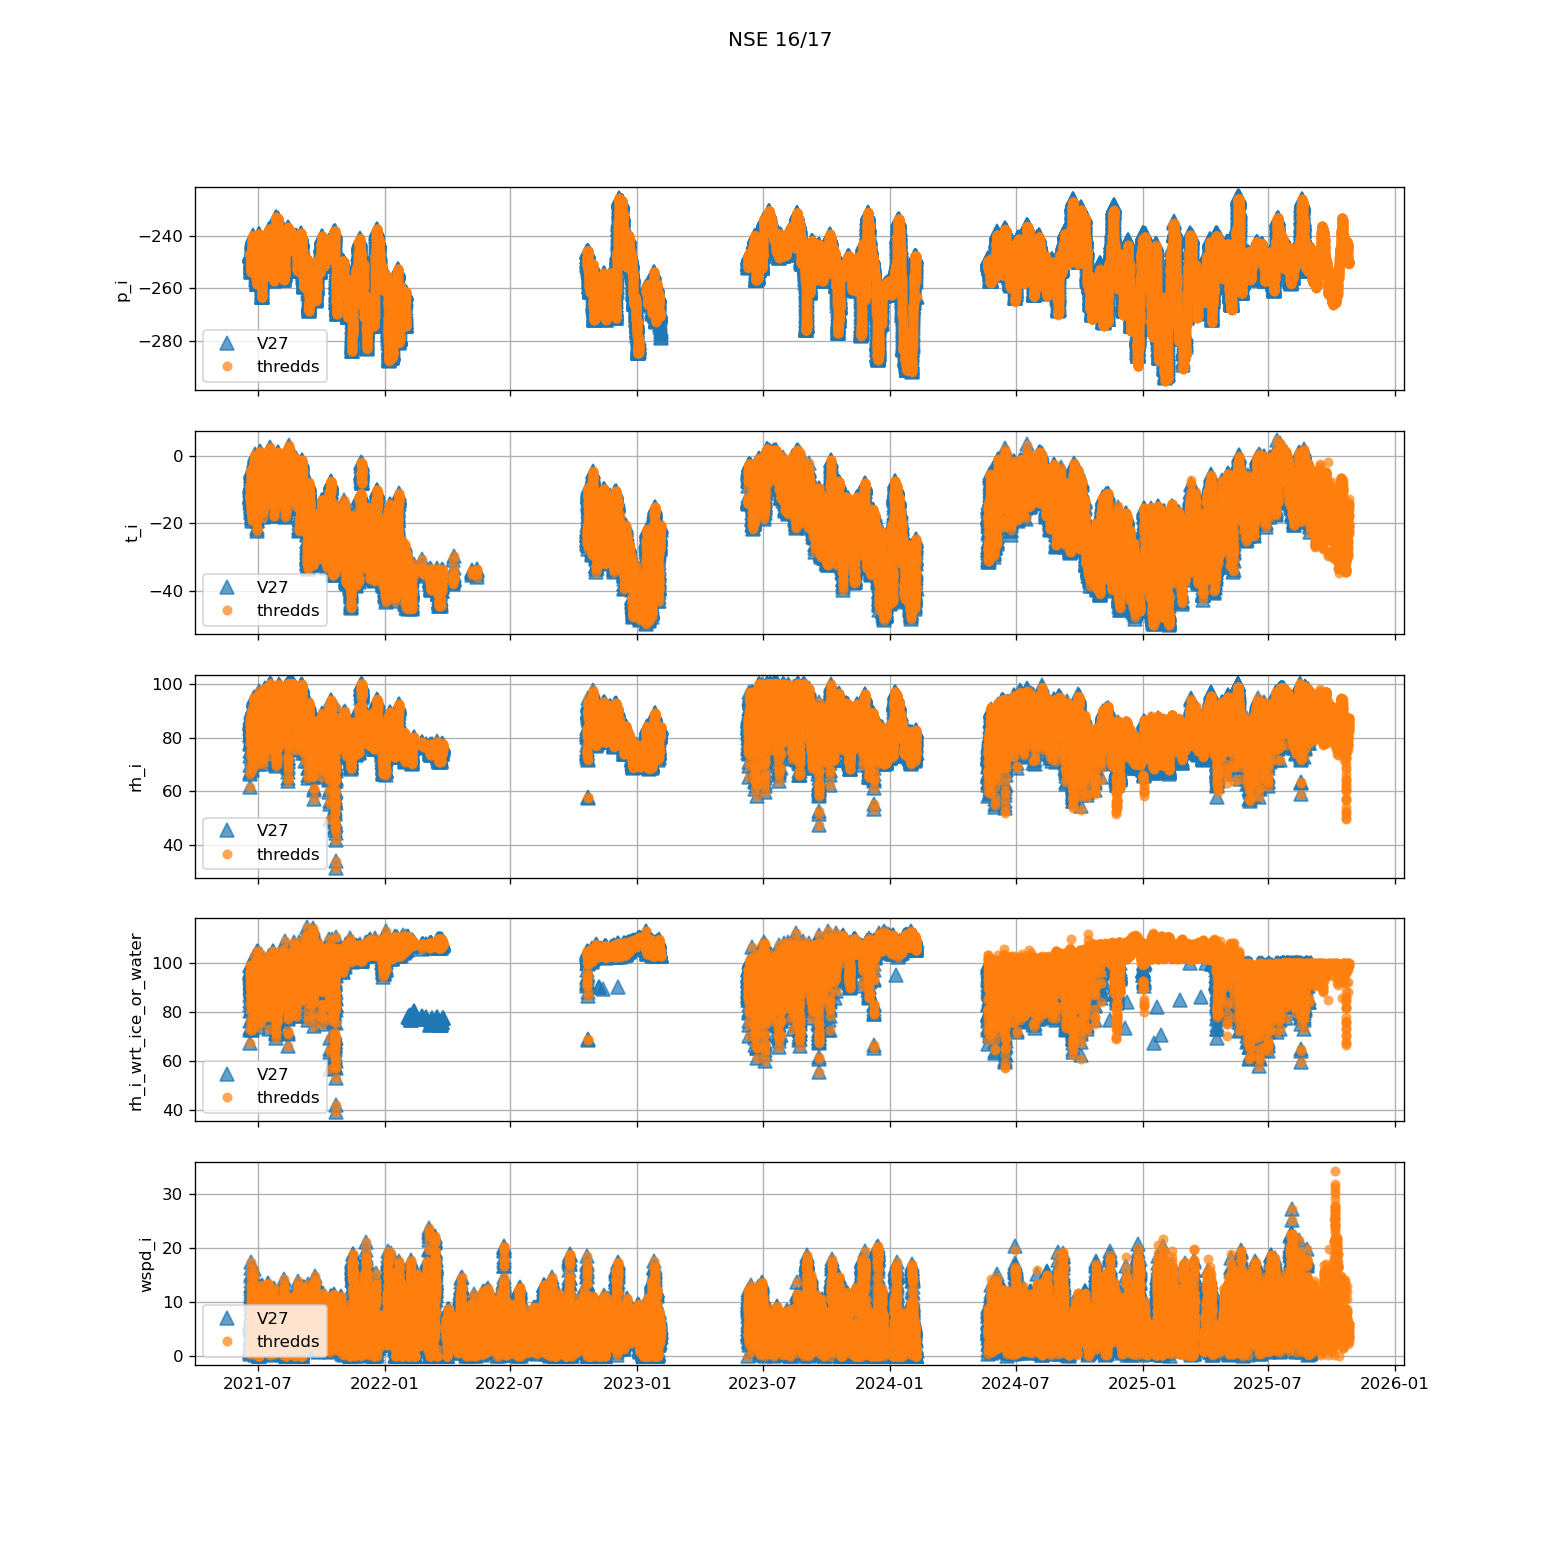 NSE 16/17
p_i
−240
−260
−280
V27
thredds
t_i
0
−20
−40
V27
thredds
rh_i
100
80
60
40
V27
thredds
rh_i_wrt_ice_or_water
100
80
60
40
V27
thredds
wspd_i
30
20
10
0
V27
thredds
2021-07 2022-01 2022-07 2023-01 2023-07 2024-01 2024-07 2025-01 2025-07 2026-01